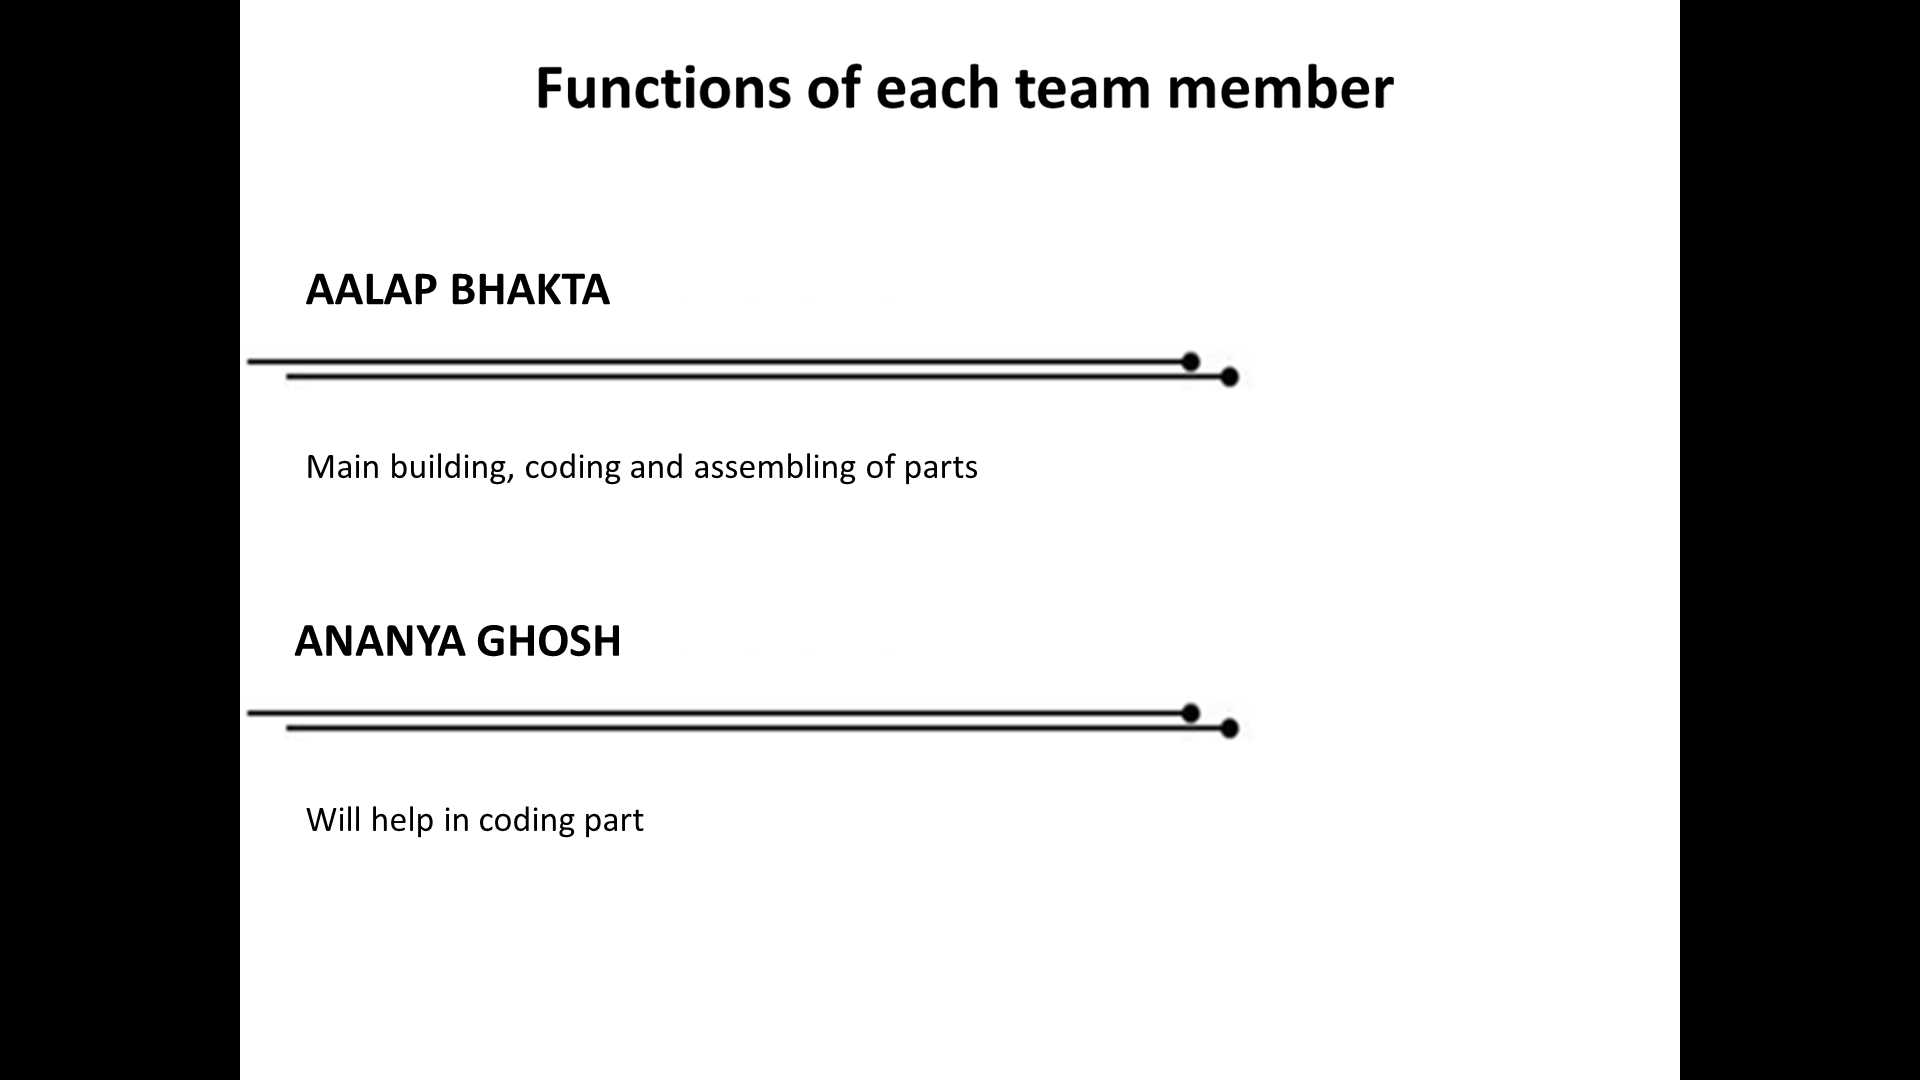 Functions of each team member
AALAP BHAKTA
Main building, coding and assembling of parts
ANANYA GHOSH
Will help in coding part